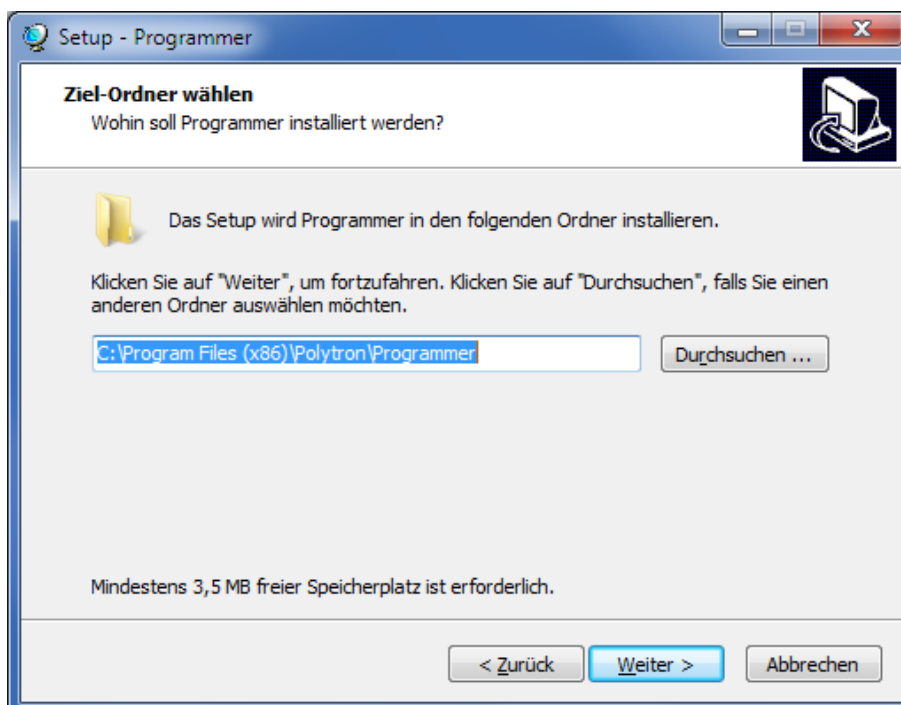 Setup - Programmer
Ziel-Ordner wählen
Wohin soll Programmer installiert werden?
Das Setup wird Programmer in den folgenden Ordner installieren.
Klicken Sie auf "Weiter", um fortzufahren. Klicken Sie auf "Durchsuchen", falls Sie einen
anderen Ordner auswählen möchten.
C:\Program Files (x86)\Polytron\Programmer
Durchsuchen ...
Mindestens 3,5 MB freier Speicherplatz ist erforderlich.
< Zurück
Weiter >
Abbrechen